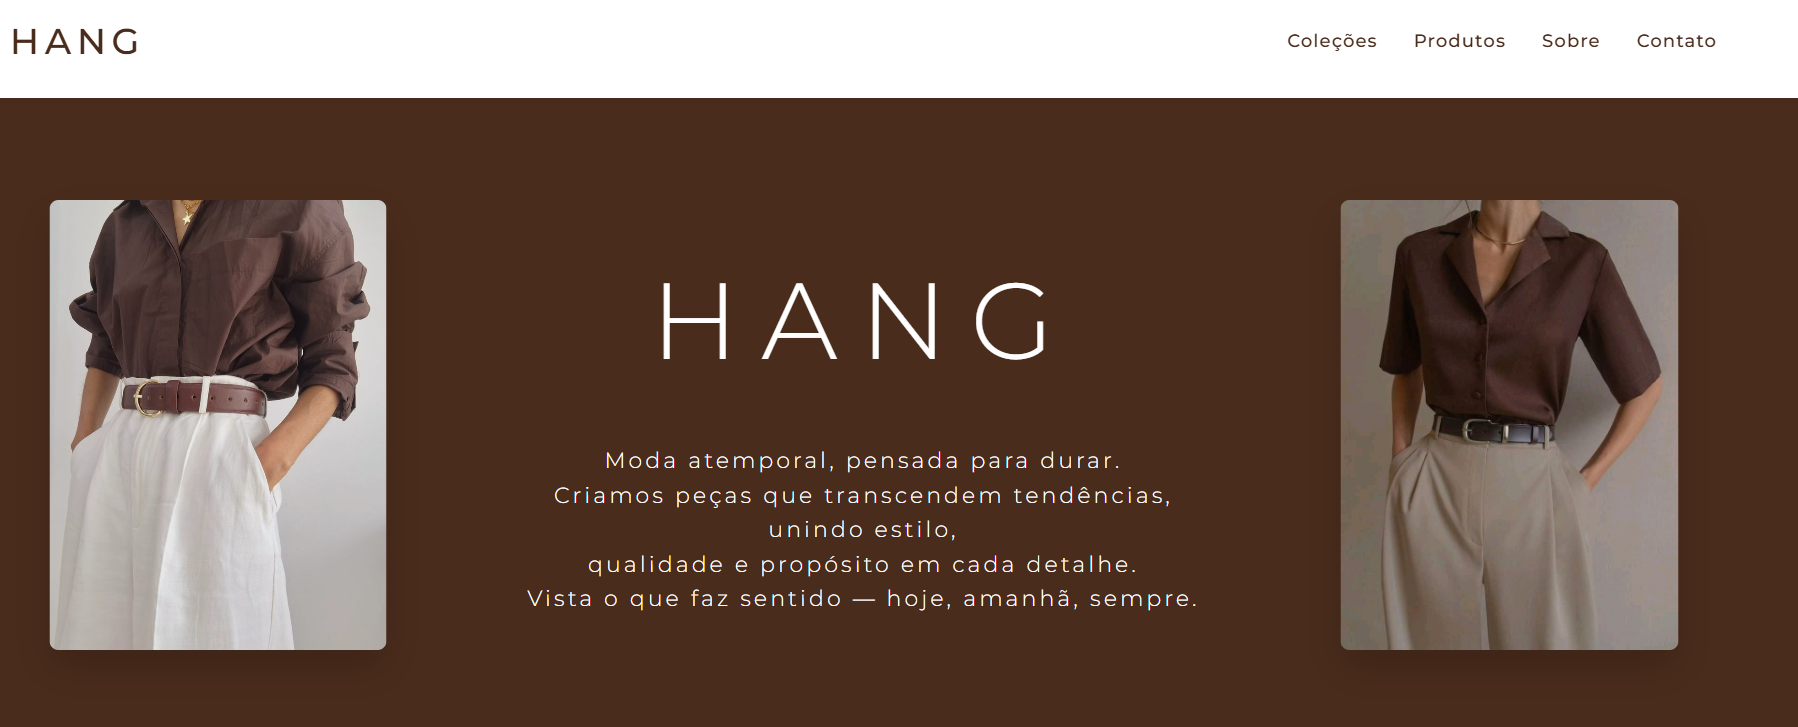 HANG
Coleções Produtos Sobre Contato
HANG
Moda atemporal, pensada para durar.
Criamos peças que transcendem tendências,
unindo estilo,
qualidade e propósito em cada detalhe.
Vista o que faz sentido — hoje, amanhã, sempre.